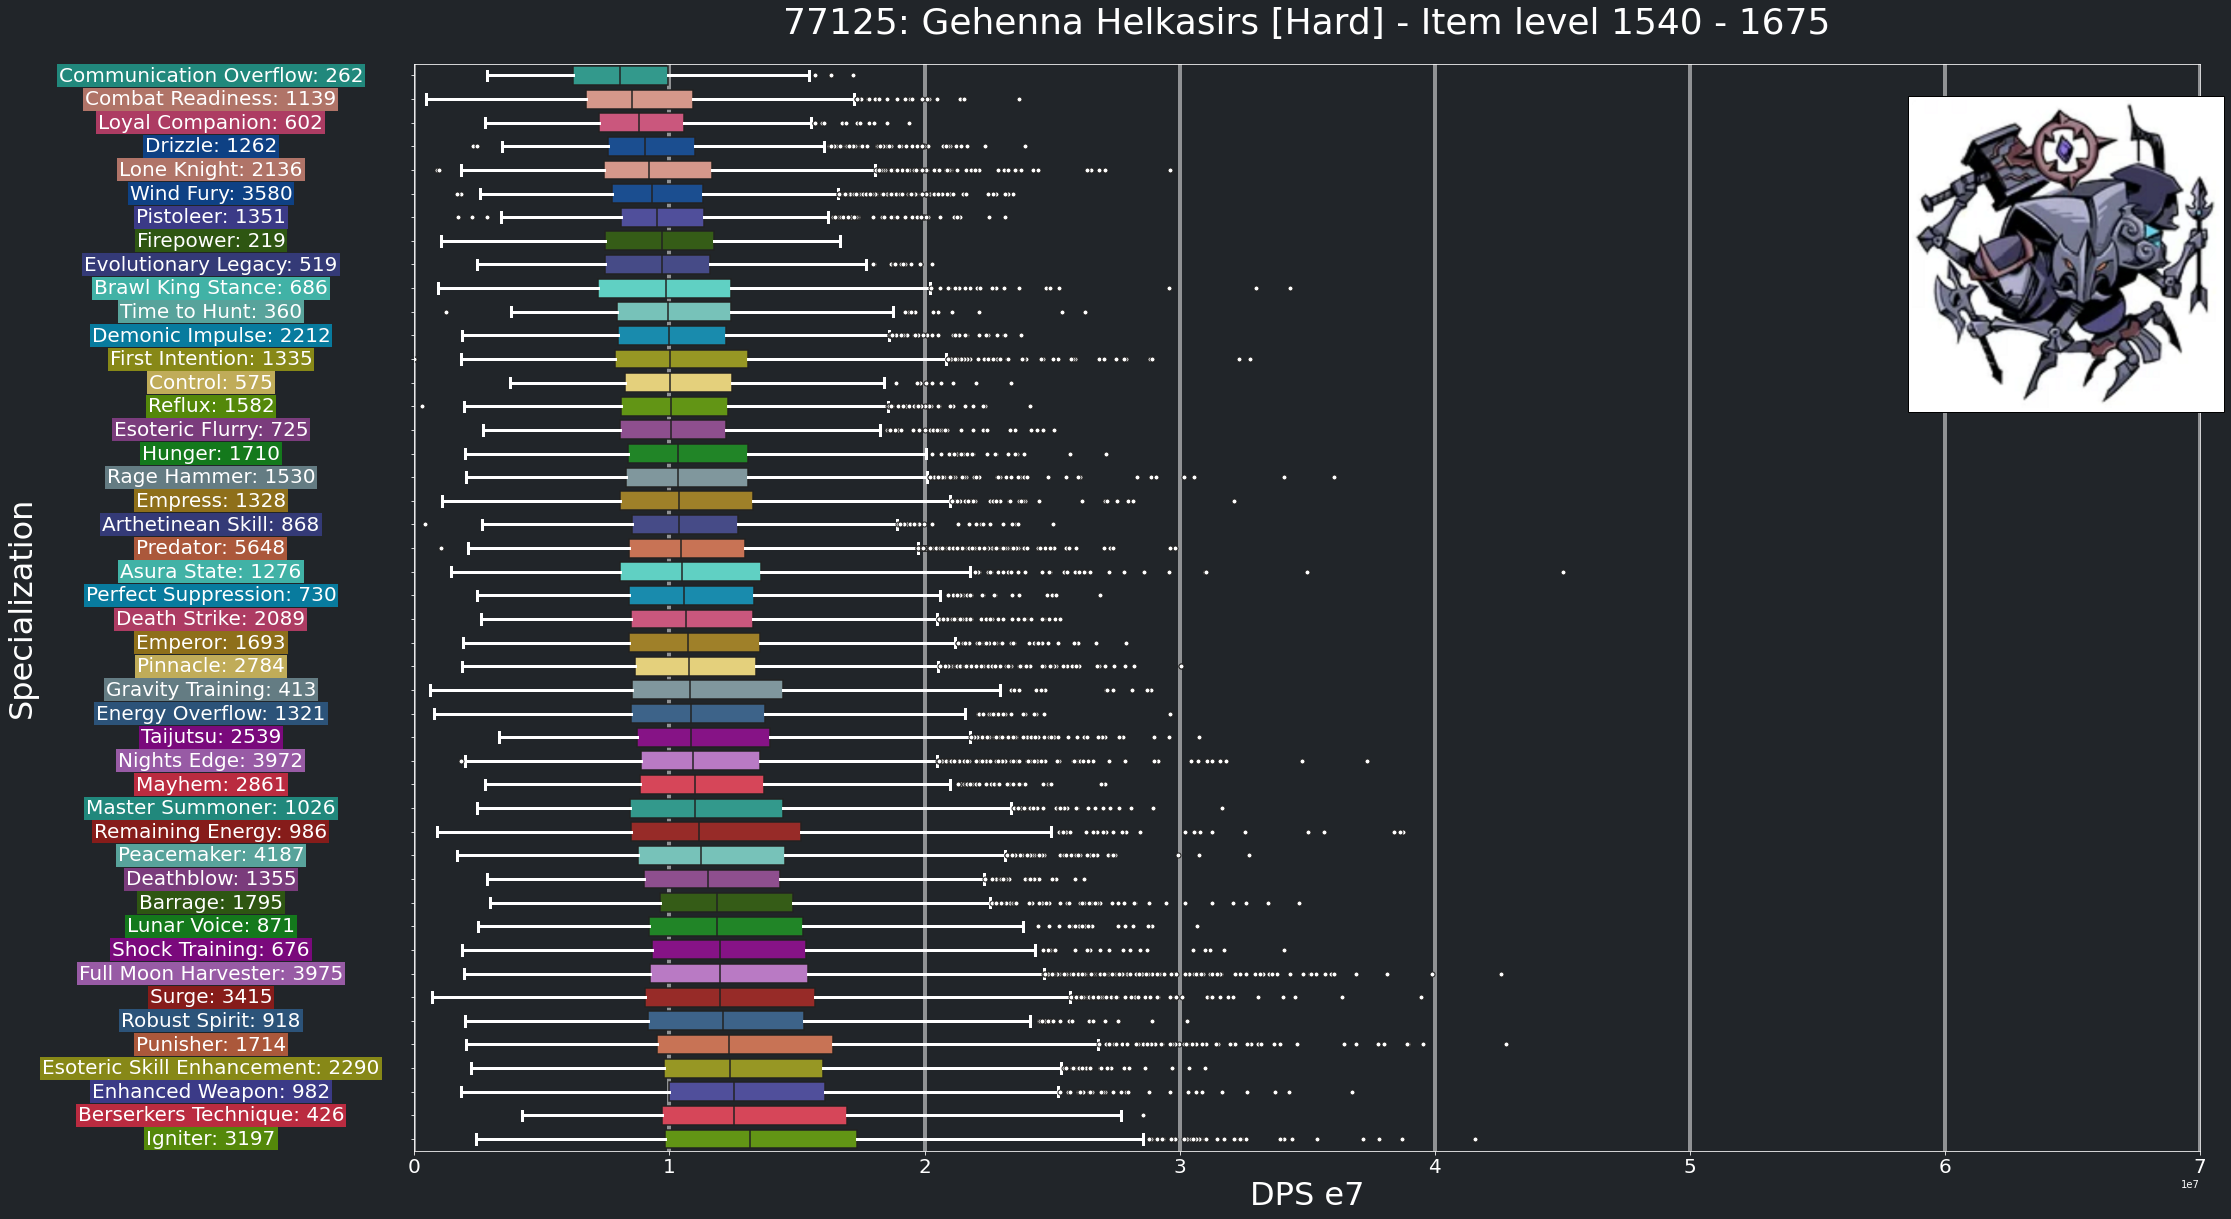 77125: Gehenna Helkasirs [Hard] - Item level 1540 - 1675
Communication Overflow: 262
Combat Readiness: 1139
Loyal Companion: 602
Drizzle: 1262
Lone Knight: 2136
Wind Fury: 3580
Pistoleer: 1351
Firepower: 219
Evolutionary Legacy: 519
Brawl King Stance: 686
Time to Hunt: 360
Demonic Impulse: 2212
First Intention: 1335
Control: 575
Reflux: 1582
Esoteric Flurry: 725
Hunger: 1710
Rage Hammer: 1530
Empress: 1328
Arthetinean Skill: 868
Predator: 5648
Asura State: 1276
Perfect Suppression: 730
Death Strike: 2089
Emperor: 1693
Pinnacle: 2784
Gravity Training: 413
Energy Overflow: 1321
Taijutsu: 2539
Nights Edge: 3972
Mayhem: 2861
Master Summoner: 1026
Remaining Energy: 986
Peacemaker: 4187
Deathblow: 1355
Barrage: 1795
Lunar Voice: 871
Shock Training: 676
Full Moon Harvester: 3975
Surge: 3415
Robust Spirit: 918
Punisher: 1714
Esoteric Skill Enhancement: 2290
Enhanced Weapon: 982
Berserkers Technique: 426
Igniter: 3197
Specialization
0 1 2 3 4 5 6 7
1e7
DPS e7